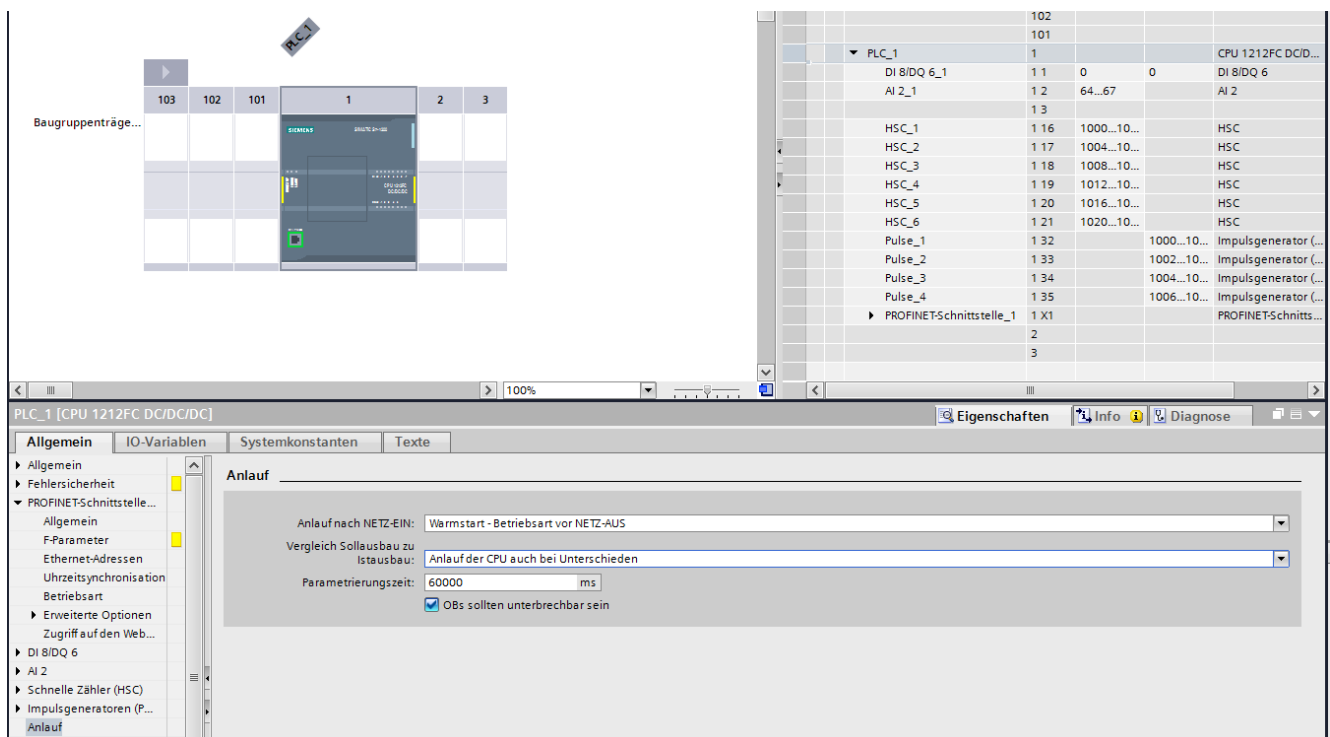 PLC_1
103 102 101 1 2 3
Baugruppenträge...
SIEMENS
100%
102
101
PLC_1 1 CPU 1212FC DC/D...
DI 8/DQ 6_1 1 1 0 0 DI 8/DQ 6
AI 2_1 1 2 64...67 AI 2
1 3
HSC_1 1 16 1000...10... HSC
HSC_2 1 17 1004...10... HSC
HSC_3 1 18 1008...10... HSC
HSC_4 1 19 1012...10... HSC
HSC_5 1 20 1016...10... HSC
HSC_6 1 21 1020...10... HSC
Pulse_1 1 32 1000...10... Impulsgenerator (...
Pulse_2 1 33 1002...10... Impulsgenerator (...
Pulse_3 1 34 1004...10... Impulsgenerator (...
Pulse_4 1 35 1006...10... Impulsgenerator (...
PROFINET-Schnittstelle_1 1 X1 PROFINET-Schnitts...
2
3
PLC_1 [CPU 1212FC DC/DC/DC]
Eigenschaften Info Diagnose
Allgemein IO-Variablen Systemkonstanten Texte
Allgemein
Fehlersicherheit
PROFINET-Schnittstelle...
Allgemein
F-Parameter
Ethernet-Adressen
Uhrzeitsynchronisation
Betriebsart
Erweiterte Optionen
Zugriff auf den Web...
DI 8/DQ 6
AI 2
Schnelle Zähler (HSC)
Impulsgeneratoren (P...
Anlauf
Anlauf
Anlauf nach NETZ-EIN: Warmstart - Betriebsart vor NETZ-AUS
Vergleich Sollausbau zu
Istausbau: Anlauf der CPU auch bei Unterschieden
Parametrierungszeit: 60000 ms
OBs sollten unterbrechbar sein